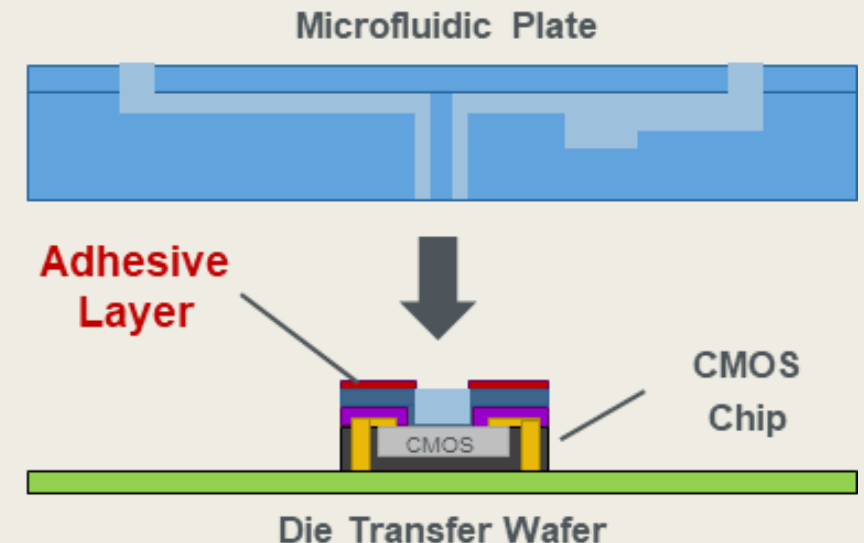 Microfluidic Plate
Adhesive
Layer
CMOS
Chip
CMOS
Die Transfer Wafer